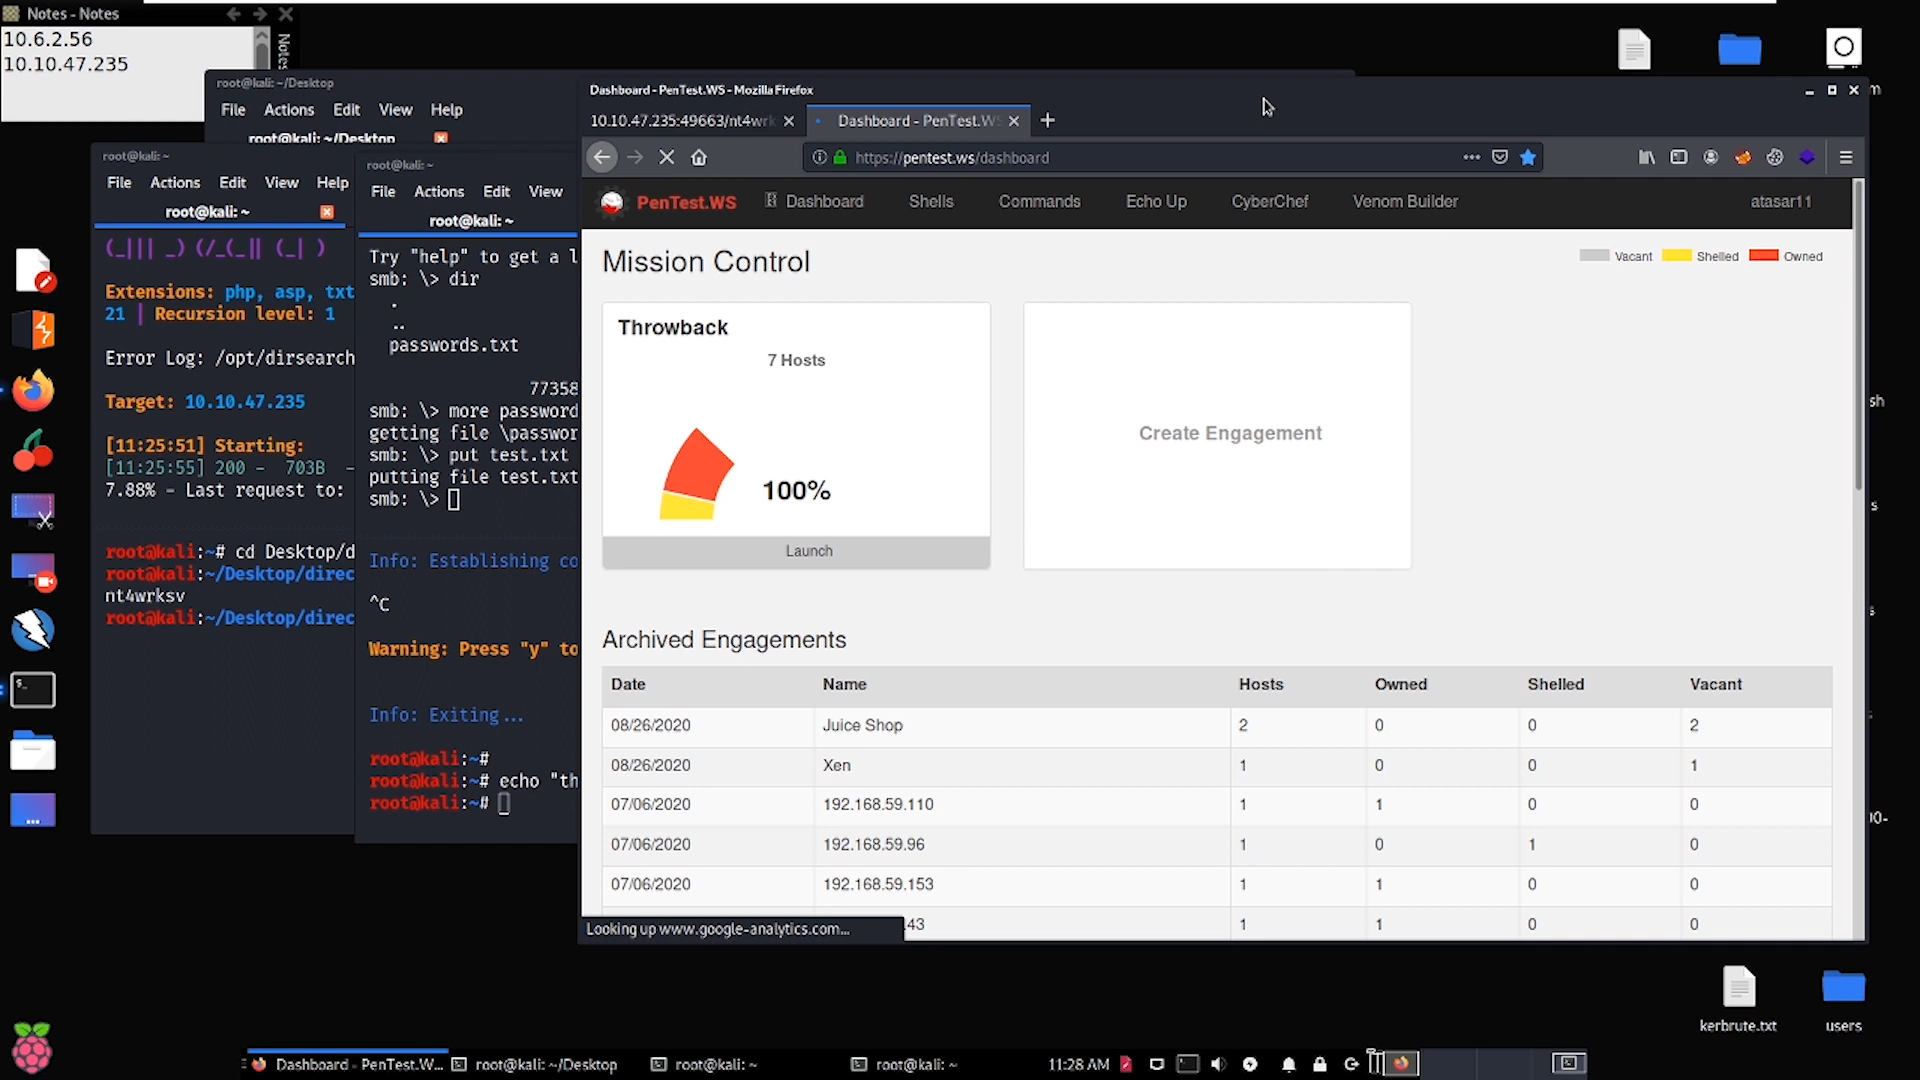 Notes - Notes
10.6.2.56
10.10.47.235
Notes
root@kali: ~/Desktop
File Actions Edit View Help
root@kali: ~/Desktop
root@kali: ~
File Actions Edit View Help
root@kali: ~
Extensions: php, asp, txt
21 | Recursion level: 1
Error Log: /opt/dirsearch
Target: 10.10.47.235
[11:25:51] Starting:
[11:25:55] 200 - 703B -
7.88% - Last request to:
root@kali:~# cd Desktop/d
root@kali:~/Desktop/direc
nt4wrksv
root@kali:~/Desktop/direc
root@kali: ~
File Actions Edit View
root@kali: ~
Try "help" to get a l
smb: \> dir
.
..
passwords.txt
77358
smb: \> more password
getting file \passwor
smb: \> put test.txt
putting file test.txt
smb: \>
Info: Establishing co
^C
Warning: Press "y" to
Info: Exiting...
root@kali:~#
root@kali:~# echo "th
root@kali:~#
Dashboard - PenTest.WS - Mozilla Firefox
10.10.47.235:49663/nt4wrk
Dashboard - PenTest.WS
https://pentest.ws/dashboard
PenTest.WS Dashboard Shells Commands Echo Up CyberChef Venom Builder atasar11
Mission Control
Vacant Shelled Owned
Throwback
7 Hosts
100%
Launch
Create Engagement
Archived Engagements
Date Name Hosts Owned Shelled Vacant
08/26/2020 Juice Shop 2 0 0 2
08/26/2020 Xen 1 0 0 1
07/06/2020 192.168.59.110 1 1 0 0
07/06/2020 192.168.59.96 1 0 1 0
07/06/2020 192.168.59.153 1 1 0 0
.43 1 1 0 0
Looking up www.google-analytics.com...
m
sh
s
s
00-
kerbrute.txt
users
Dashboard - PenTest.W...
root@kali: ~/Desktop
root@kali: ~
root@kali: ~
11:28 AM